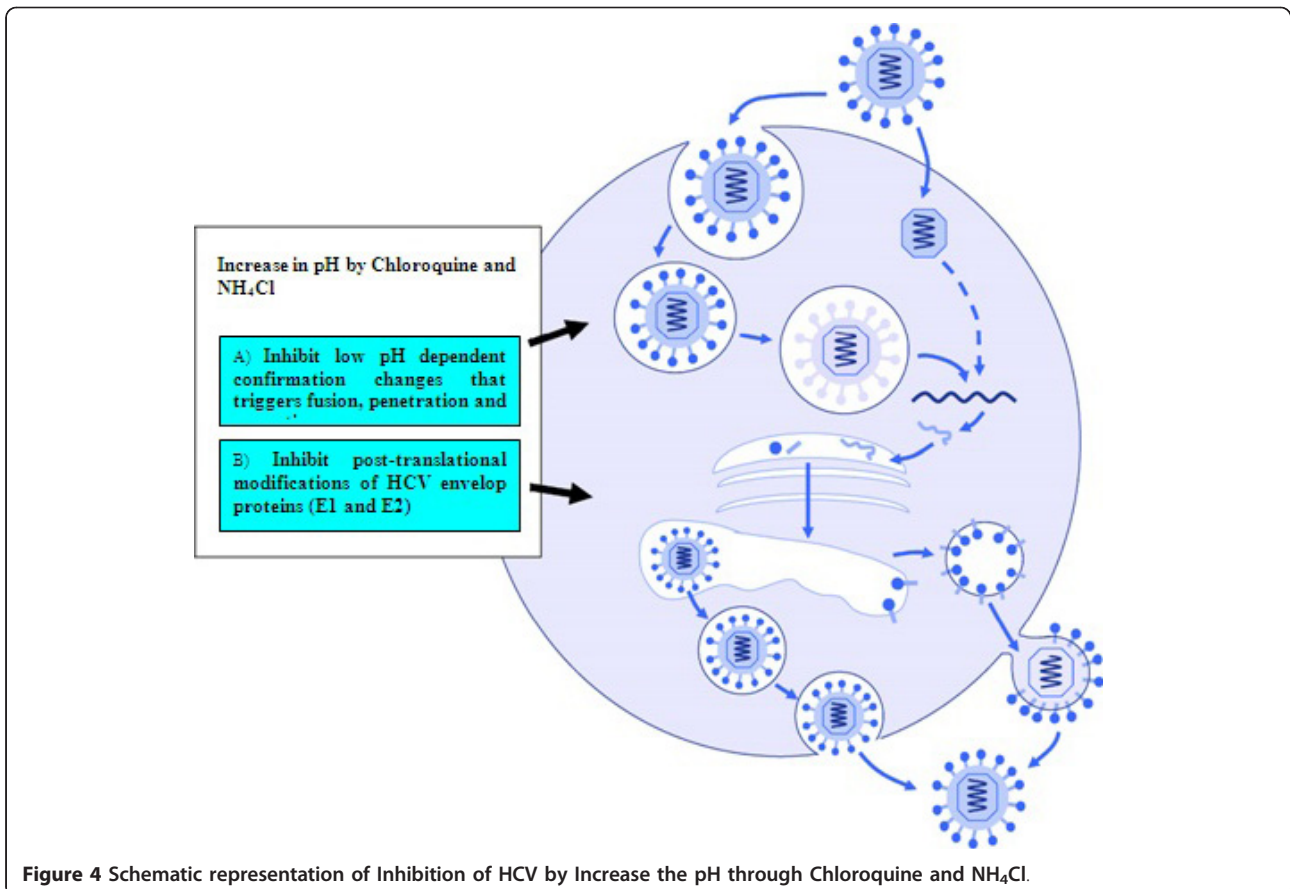 Increase in pH by Chloroquine and
NH₄Cl
A) Inhibit low pH dependent
confirmation changes that
triggers fusion, penetration and
B) Inhibit post-translational
modifications of HCV envelop
proteins (E1 and E2)
Figure 4 Schematic representation of Inhibition of HCV by Increase the pH through Chloroquine and NH₄Cl.